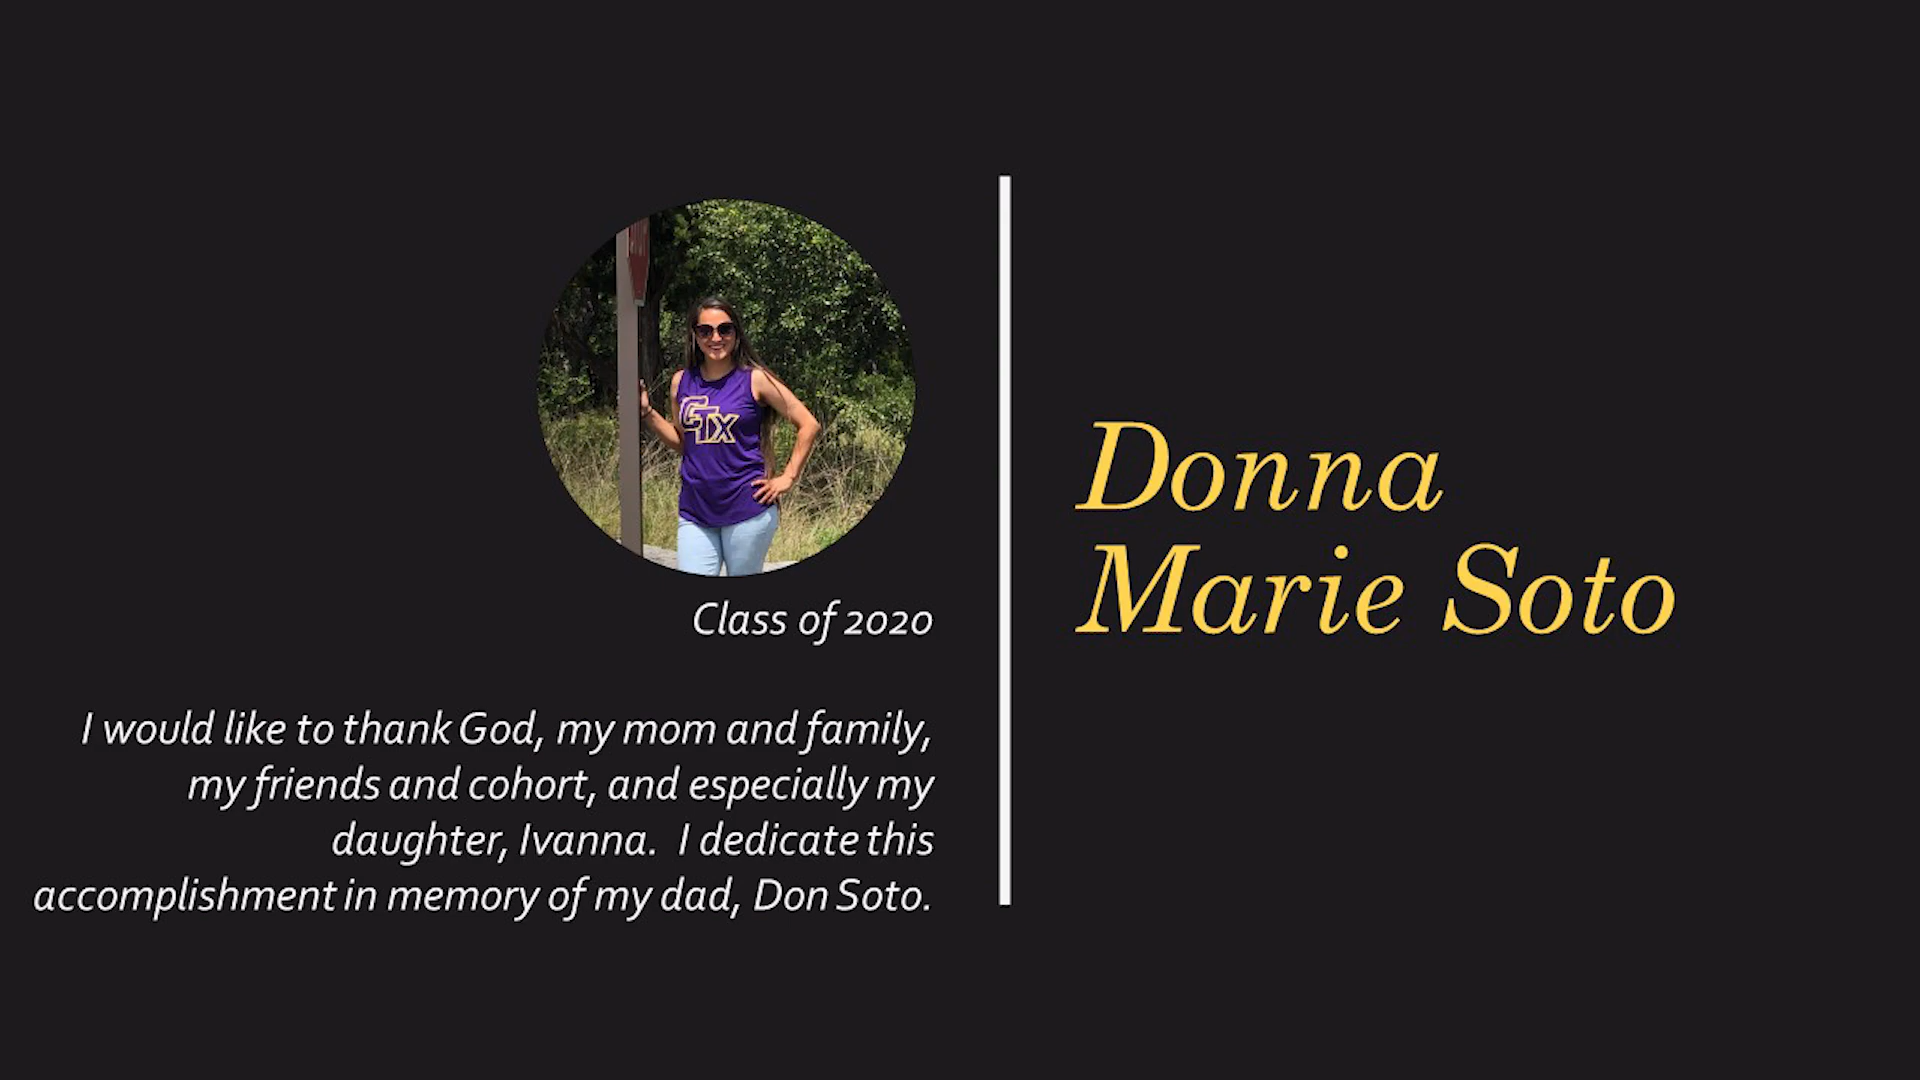 CTX
Class of 2020
I would like to thank God, my mom and family,
my friends and cohort, and especially my
daughter, Ivanna.  I dedicate this
accomplishment in memory of my dad, Don Soto.
Donna
Marie Soto